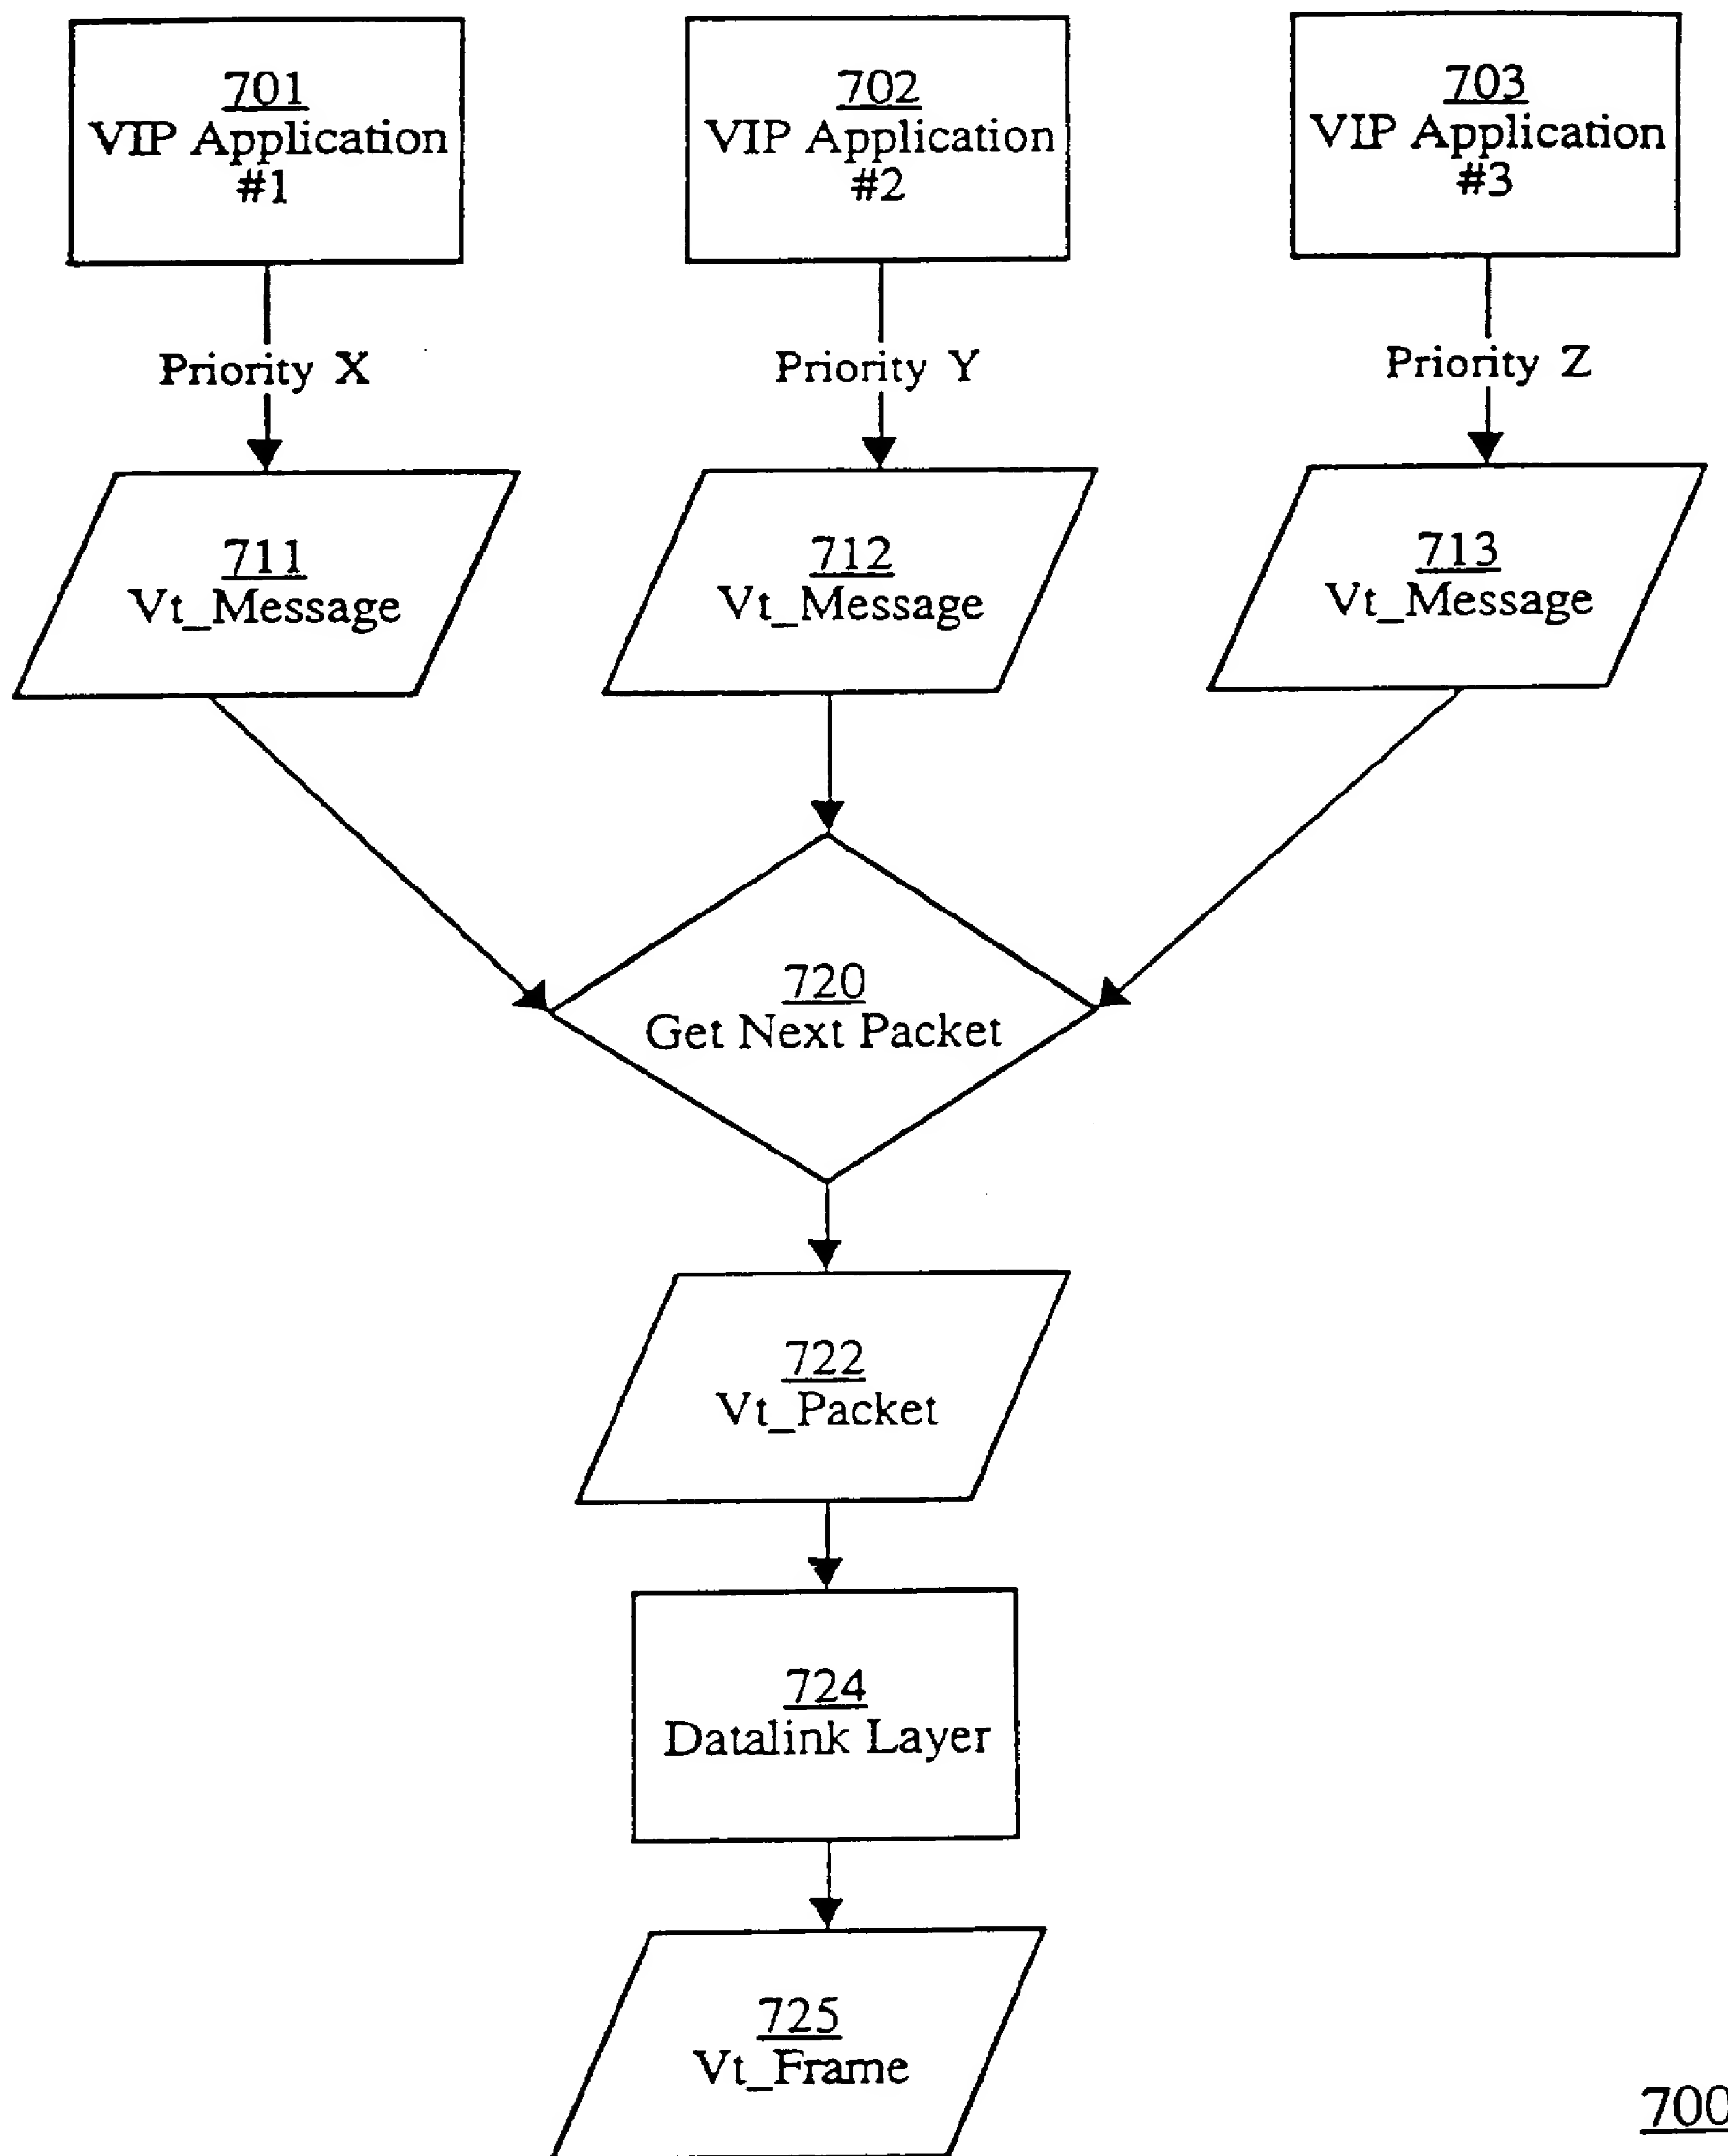 701
VIP Application
#1
702
VIP Application
#2
703
VIP Application
#3
Priority X
Priority Y
Priority Z
711
Vt_Message
712
Vt_Message
713
Vt_Message
720
Get Next Packet
722
Vt_Packet
724
Datalink Layer
725
Vt_Frame
700